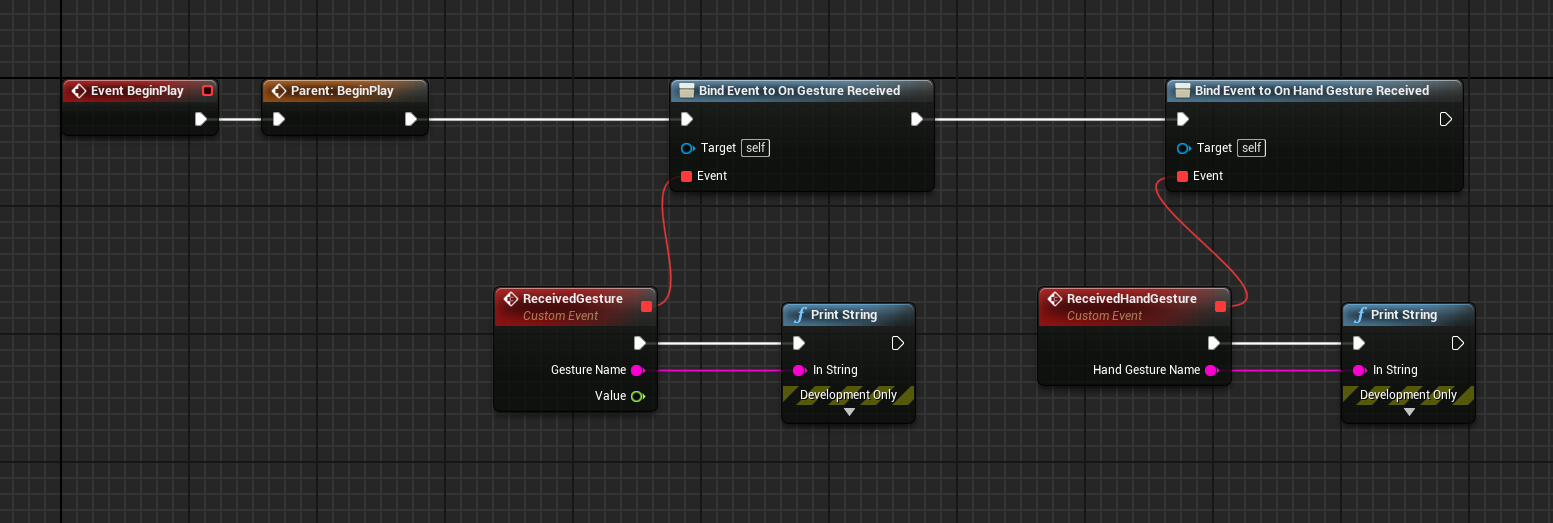 Event BeginPlay
Parent: BeginPlay
Bind Event to On Gesture Received
Target self
Event
Bind Event to On Hand Gesture Received
Target self
Event
ReceivedGesture
Custom Event
Gesture Name
Value
Print String
In String
Development Only
ReceivedHandGesture
Custom Event
Hand Gesture Name
Print String
In String
Development Only